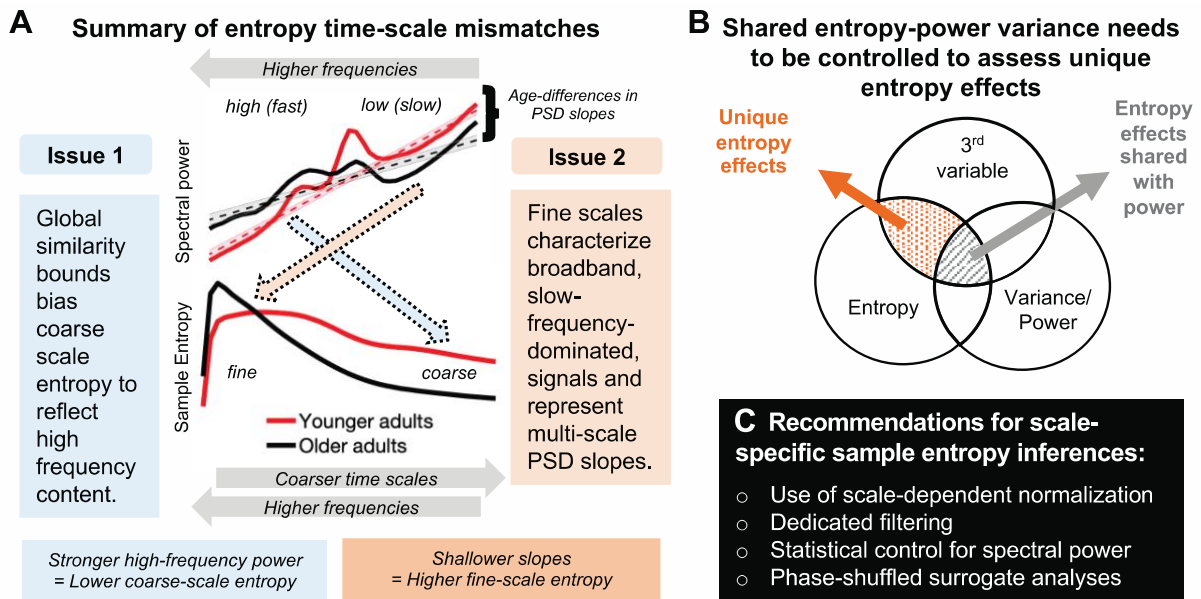 A
Summary of entropy time-scale mismatches
Higher frequencies
high (fast)
low (slow)
Age-differences in
PSD slopes
Spectral power
Issue 1
Global
similarity
bounds
bias
coarse
scale
entropy to
reflect
high
frequency
content.
Issue 2
Fine scales
characterize
broadband,
slow-
frequency-
dominated,
signals and
represent
multi-scale
PSD slopes.
Sample Entropy
fine
coarse
Younger adults
Older adults
Coarser time scales
Higher frequencies
Stronger high-frequency power
= Lower coarse-scale entropy
Shallower slopes
= Higher fine-scale entropy
B
Shared entropy-power variance needs
to be controlled to assess unique
entropy effects
Unique
entropy
effects
3rd
variable
Entropy
effects
shared
with
power
Entropy
Variance/
Power
C Recommendations for scale-
specific sample entropy inferences:
○ Use of scale-dependent normalization
○ Dedicated filtering
○ Statistical control for spectral power
○ Phase-shuffled surrogate analyses